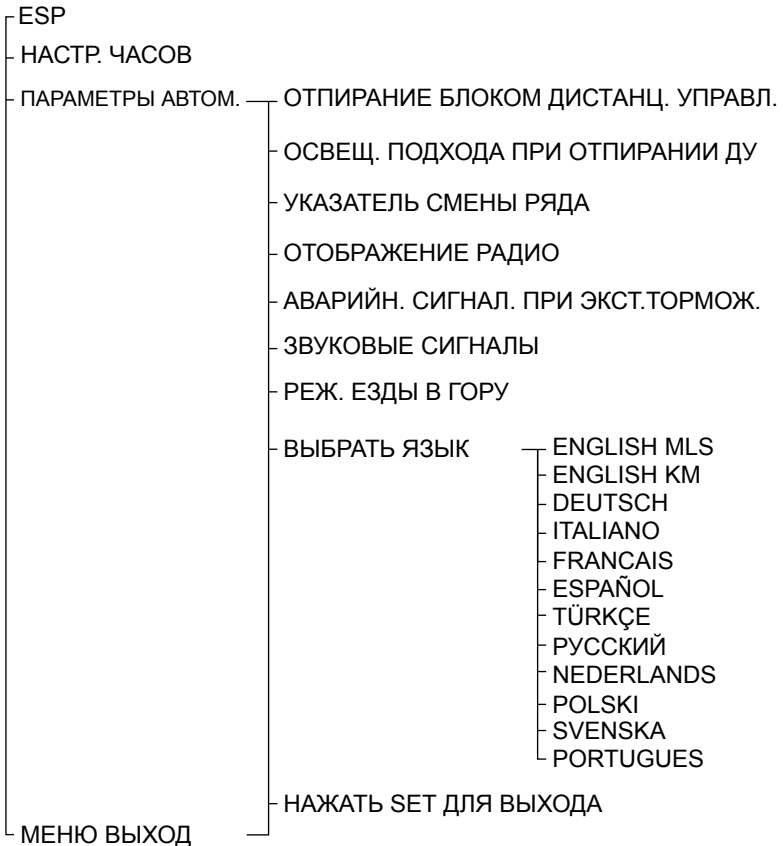 ESP
НАСТР. ЧАСОВ
ПАРАМЕТРЫ АВТОМ.
ОТПИРАНИЕ БЛОКОМ ДИСТАНЦ. УПРАВЛ.
ОСВЕЩ. ПОДХОДА ПРИ ОТПИРАНИИ ДУ
УКАЗАТЕЛЬ СМЕНЫ РЯДА
ОТОБРАЖЕНИЕ РАДИО
АВАРИЙН. СИГНАЛ. ПРИ ЭКСТ.ТОРМОЖ.
ЗВУКОВЫЕ СИГНАЛЫ
РЕЖ. ЕЗДЫ В ГОРУ
ВЫБРАТЬ ЯЗЫК
ENGLISH MLS
ENGLISH KM
DEUTSCH
ITALIANO
FRANCAIS
ESPAÑOL
TÜRKÇE
РУССКИЙ
NEDERLANDS
POLSKI
SVENSKA
PORTUGUES
НАЖАТЬ SET ДЛЯ ВЫХОДА
МЕНЮ ВЫХОД